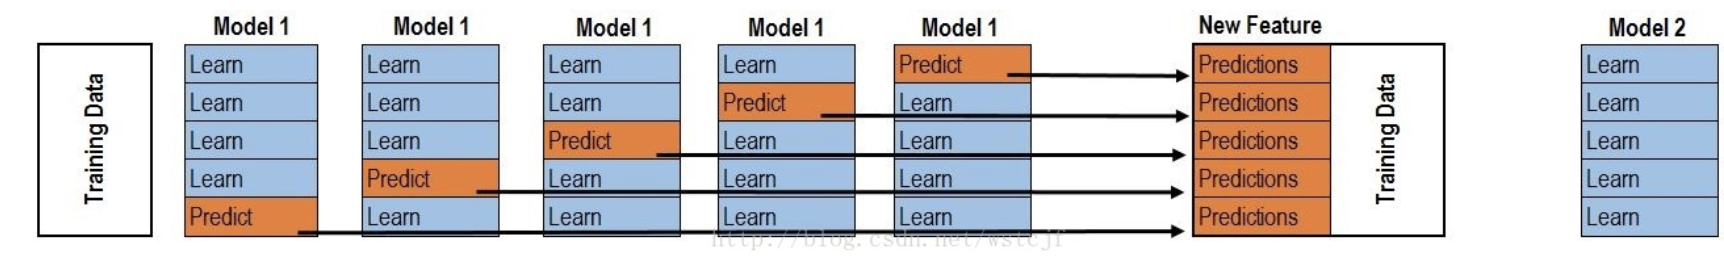 Model 1 Model 1 Model 1 Model 1 Model 1 New Feature Model 2
Training Data
Learn Learn Learn Learn Predict Predictions Learn
Learn Learn Learn Predict Learn Predictions Learn
Learn Learn Predict Learn Learn Predictions Learn
Learn Predict Learn Learn Learn Predictions Learn
Predict Learn Learn Learn Learn Predictions Learn
Training Data
http://blog.csdn.net/wstcjf